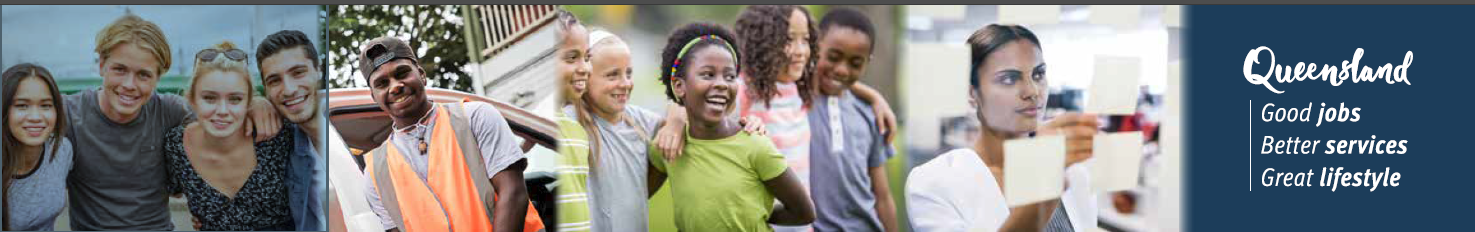 Queensland
Good jobs
Better services
Great lifestyle